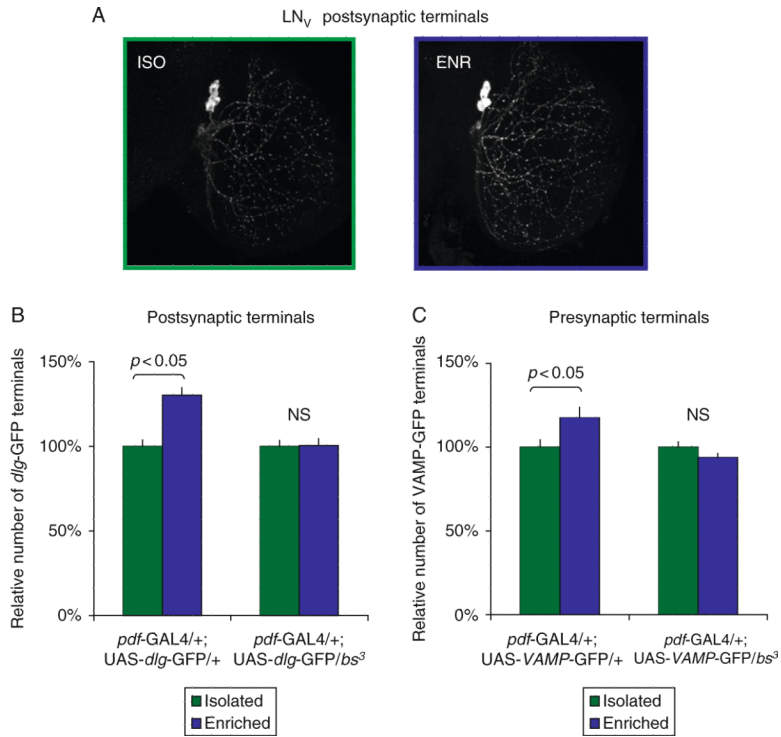 A
LNV postsynaptic terminals
ISO
ENR
B
Postsynaptic terminals
Relative number of dlg-GFP terminals
150%
100%
50%
0%
p < 0.05
NS
pdf-GAL4/+;
UAS-dlg-GFP/+
pdf-GAL4/+;
UAS-dlg-GFP/bs³
Isolated
Enriched
C
Presynaptic terminals
Relative number of VAMP-GFP terminals
150%
100%
50%
0%
p < 0.05
NS
pdf-GAL4/+;
UAS-VAMP-GFP/+
pdf-GAL4/+;
UAS-VAMP-GFP/bs³
Isolated
Enriched